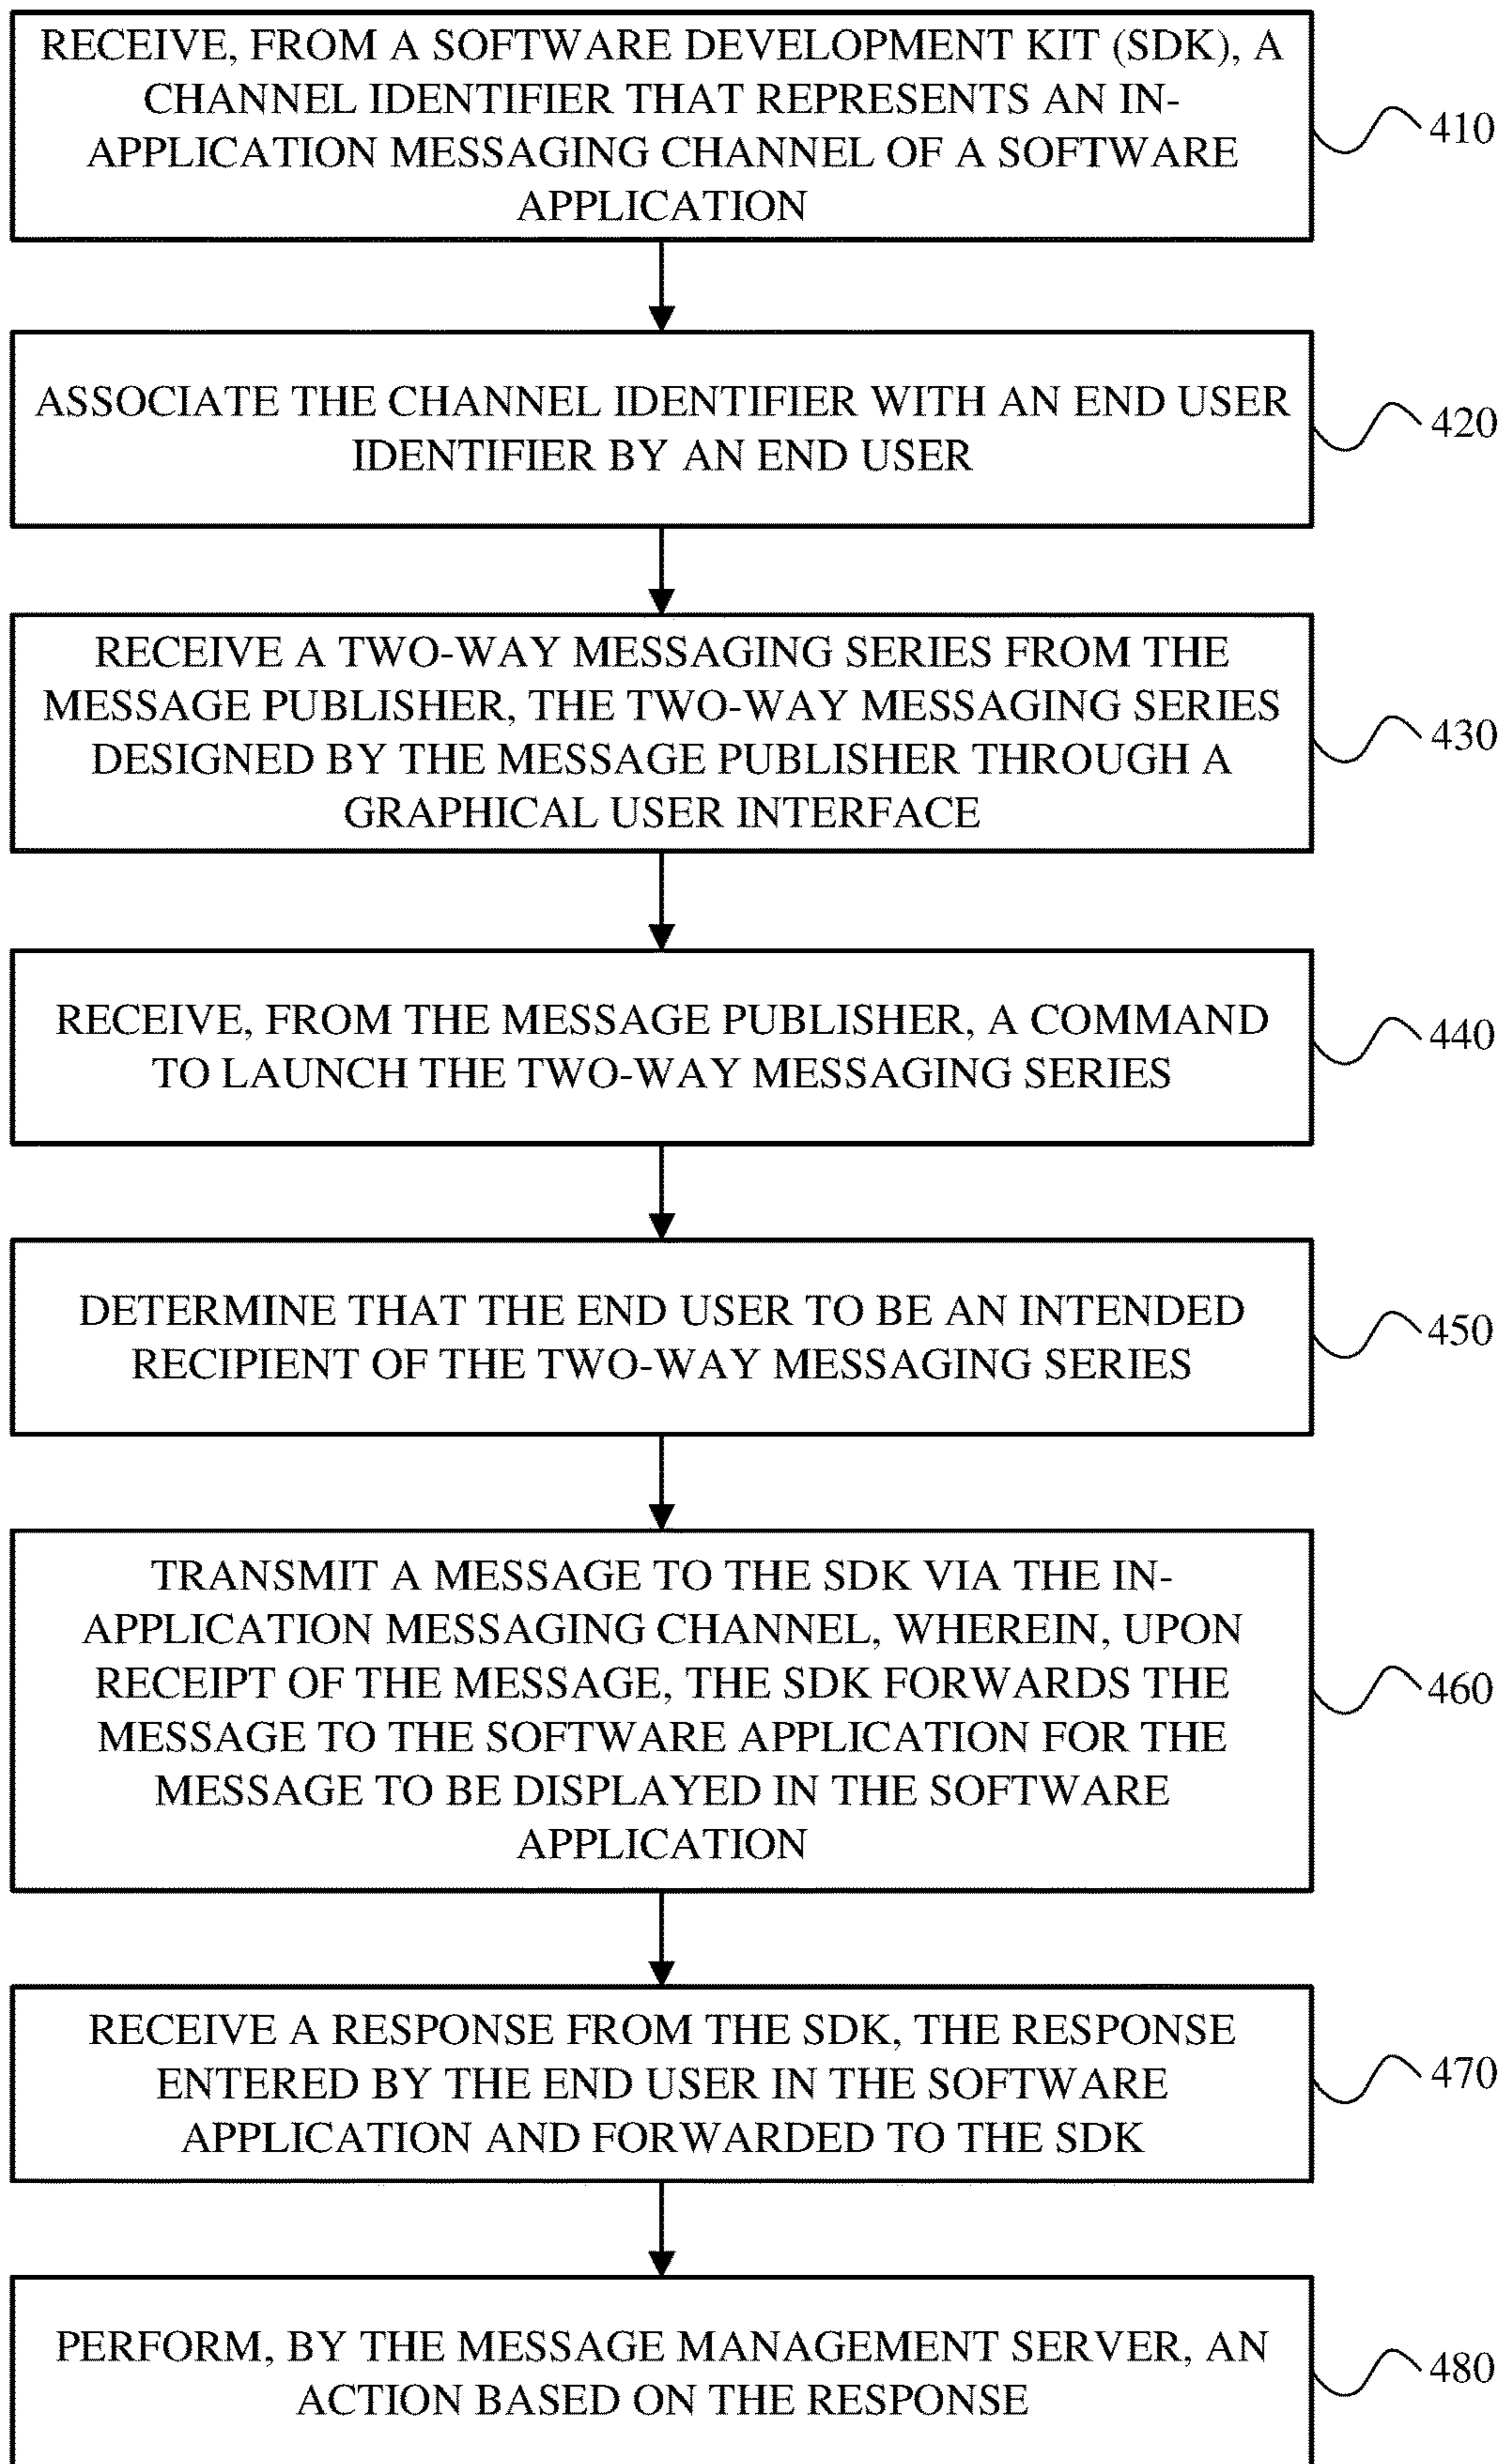 RECEIVE, FROM A SOFTWARE DEVELOPMENT KIT (SDK), A
CHANNEL IDENTIFIER THAT REPRESENTS AN IN-
APPLICATION MESSAGING CHANNEL OF A SOFTWARE
APPLICATION
410
ASSOCIATE THE CHANNEL IDENTIFIER WITH AN END USER
IDENTIFIER BY AN END USER
420
RECEIVE A TWO-WAY MESSAGING SERIES FROM THE
MESSAGE PUBLISHER, THE TWO-WAY MESSAGING SERIES
DESIGNED BY THE MESSAGE PUBLISHER THROUGH A
GRAPHICAL USER INTERFACE
430
RECEIVE, FROM THE MESSAGE PUBLISHER, A COMMAND
TO LAUNCH THE TWO-WAY MESSAGING SERIES
440
DETERMINE THAT THE END USER TO BE AN INTENDED
RECIPIENT OF THE TWO-WAY MESSAGING SERIES
450
TRANSMIT A MESSAGE TO THE SDK VIA THE IN-
APPLICATION MESSAGING CHANNEL, WHEREIN, UPON
RECEIPT OF THE MESSAGE, THE SDK FORWARDS THE
MESSAGE TO THE SOFTWARE APPLICATION FOR THE
MESSAGE TO BE DISPLAYED IN THE SOFTWARE
APPLICATION
460
RECEIVE A RESPONSE FROM THE SDK, THE RESPONSE
ENTERED BY THE END USER IN THE SOFTWARE
APPLICATION AND FORWARDED TO THE SDK
470
PERFORM, BY THE MESSAGE MANAGEMENT SERVER, AN
ACTION BASED ON THE RESPONSE
480